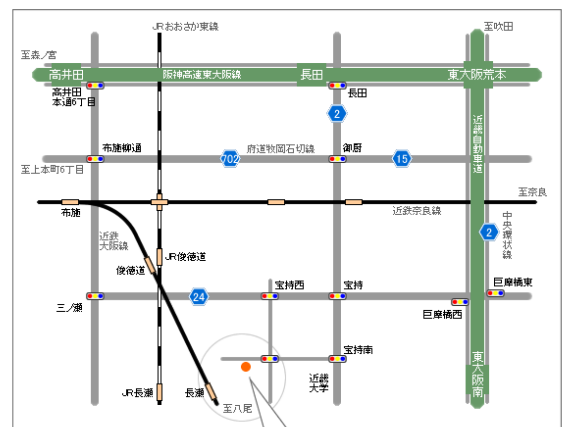 JRおおさか東線
至吹田
至森ノ宮
高井田
阪神高速東大阪線
長田
東大阪荒本
高井田
本通6丁目
長田
2
近畿自動車道
布施柳通
702
府道牧岡石切線
御厨
15
至上本町6丁目
至奈良
布施
近鉄奈良線
中央環状線
2
近鉄
大阪線
俊徳道
JR俊徳道
三ノ瀬
24
宝持西
宝持
巨摩橋東
巨摩橋西
宝持南
東大阪南
近畿
大学
JR長瀬
長瀬
至八尾